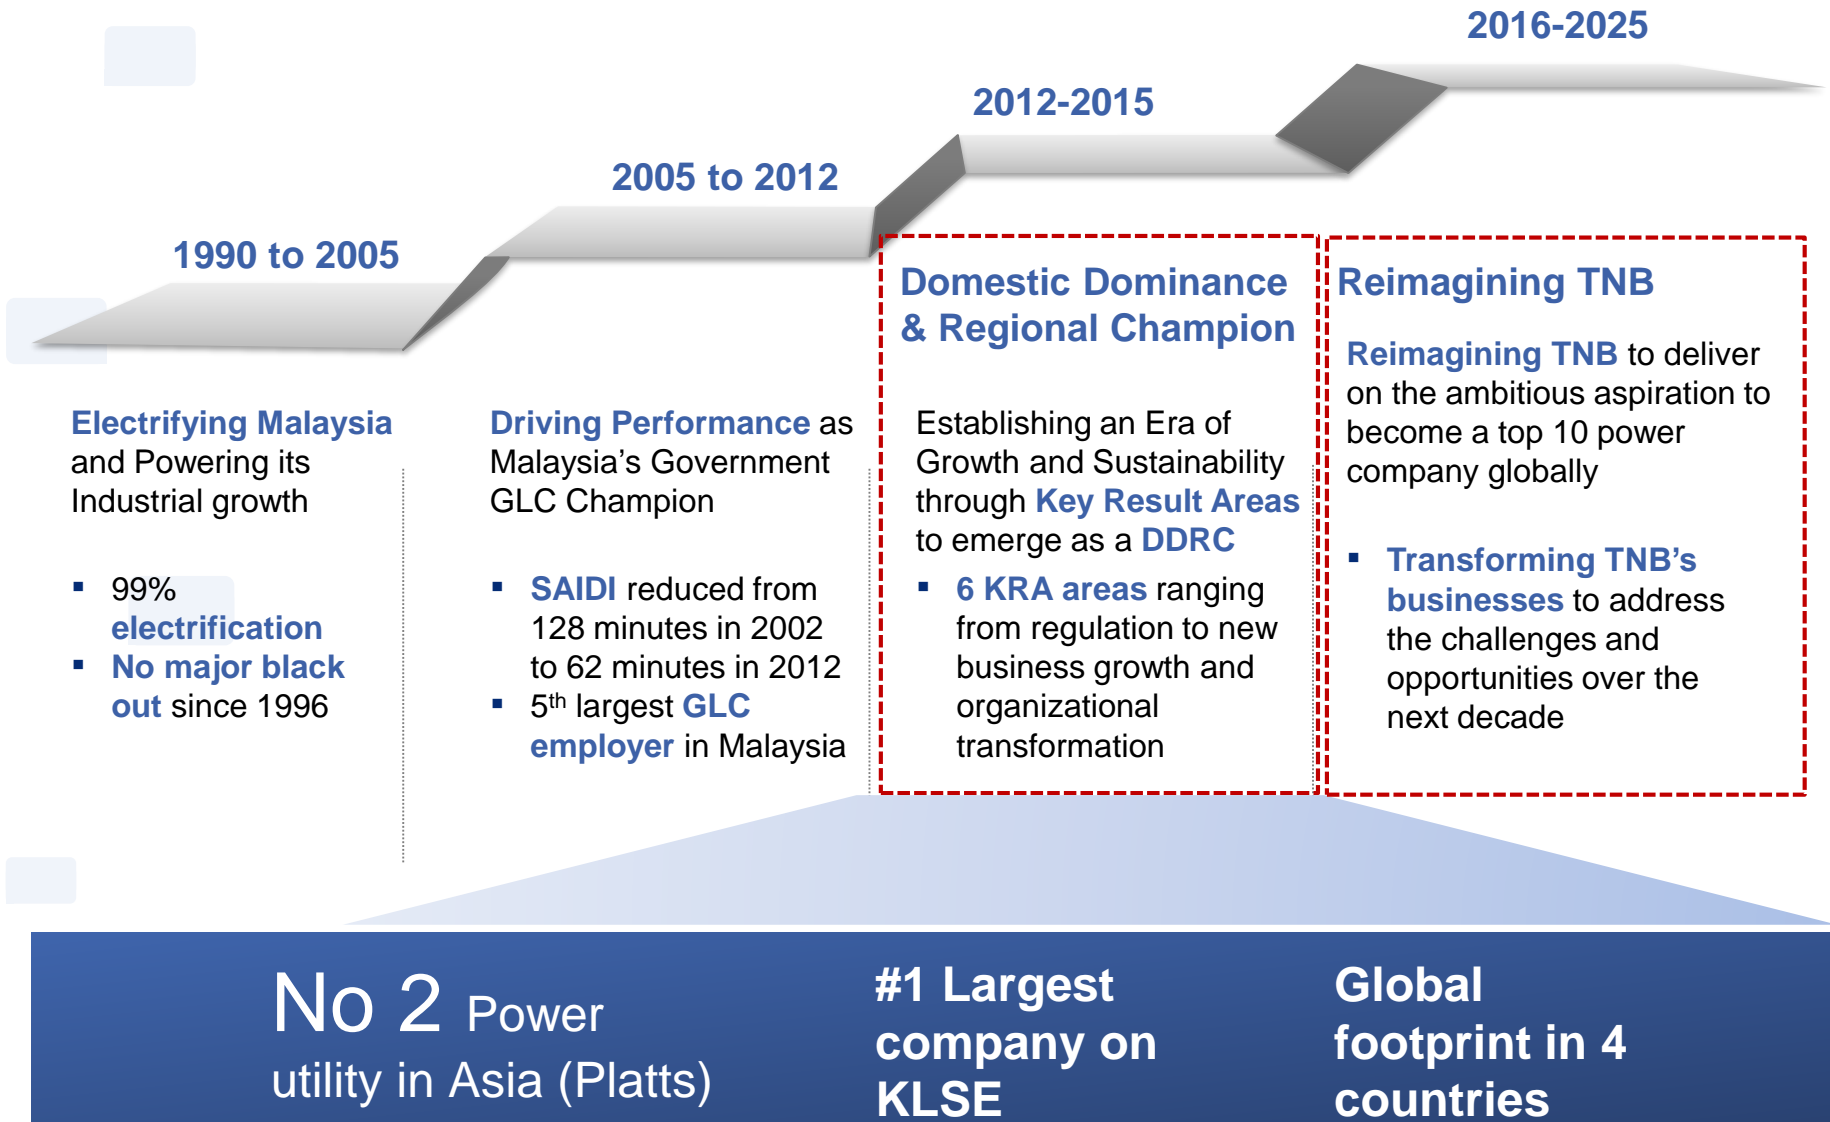 1990 to 2005
Electrifying Malaysia
and Powering its
Industrial growth
▪ 99%
electrification
▪ No major black
out since 1996
2005 to 2012
Driving Performance as
Malaysia’s Government
GLC Champion
▪ SAIDI reduced from
128 minutes in 2002
to 62 minutes in 2012
▪ 5th largest GLC
employer in Malaysia
2012-2015
Domestic Dominance
& Regional Champion
Establishing an Era of
Growth and Sustainability
through Key Result Areas
to emerge as a DDRC
▪ 6 KRA areas ranging
from regulation to new
business growth and
organizational
transformation
2016-2025
Reimagining TNB
Reimagining TNB to deliver
on the ambitious aspiration to
become a top 10 power
company globally
▪ Transforming TNB’s
businesses to address
the challenges and
opportunities over the
next decade
No 2 Power
utility in Asia (Platts)
#1 Largest
company on
KLSE
Global
footprint in 4
countries